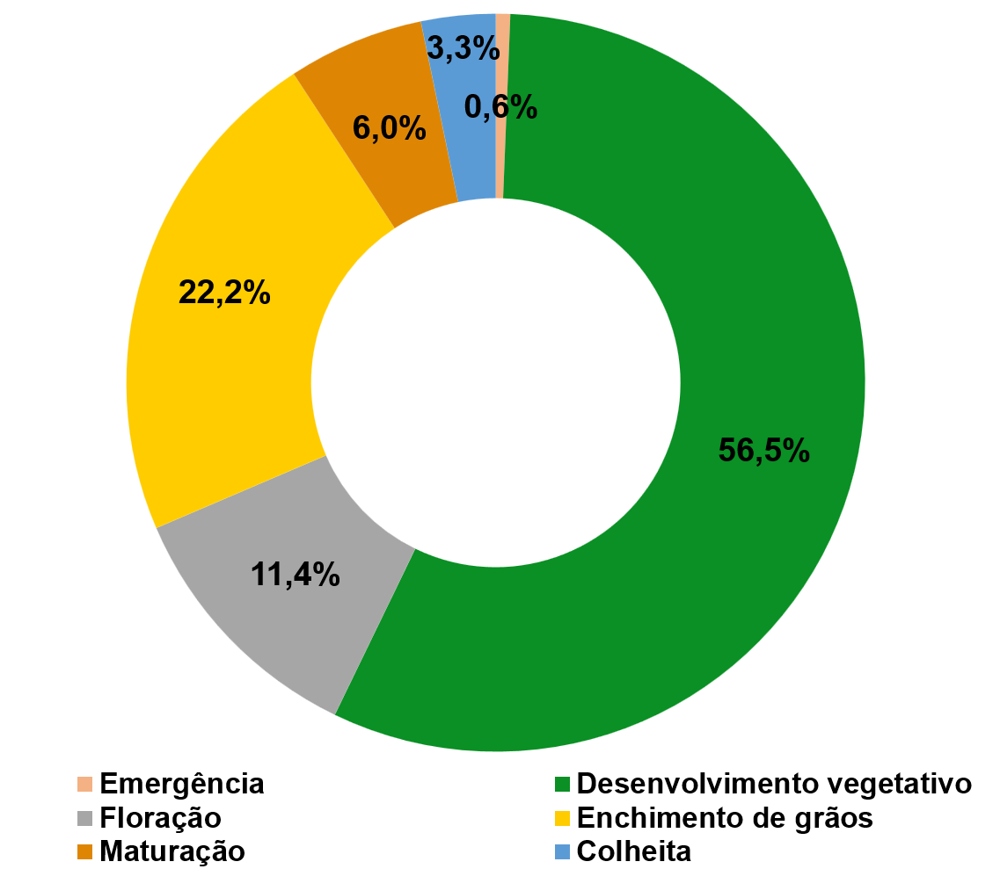 3,3%
0,6%
6,0%
22,2%
56,5%
11,4%
Emergência
Desenvolvimento vegetativo
Floração
Enchimento de grãos
Maturação
Colheita